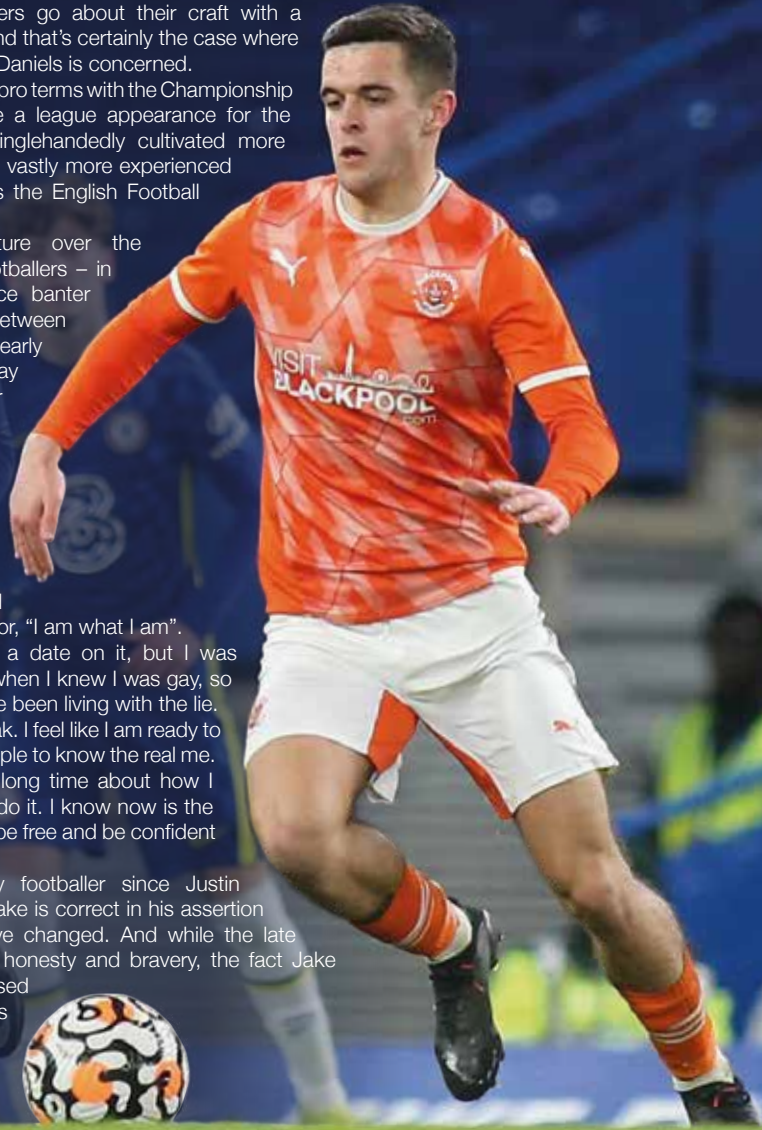 ers go about their craft with a
nd that’s certainly the case where
Daniels is concerned.
pro terms with the Championship
e a league appearance for the
inglehandedly cultivated more
vastly more experienced
s the English Football
ture over the
otballers – in
ce banter
etween
early
ay
r
l
or, “I am what I am”.
a date on it, but I was
when I knew I was gay, so
e been living with the lie.
ak. I feel like I am ready to
ple to know the real me.
long time about how I
do it. I know now is the
be free and be confident
y footballer since Justin
ake is correct in his assertion
ve changed. And while the late
honesty and bravery, the fact Jake
sed
s
VISIT
BLACKPOOL
.com
3